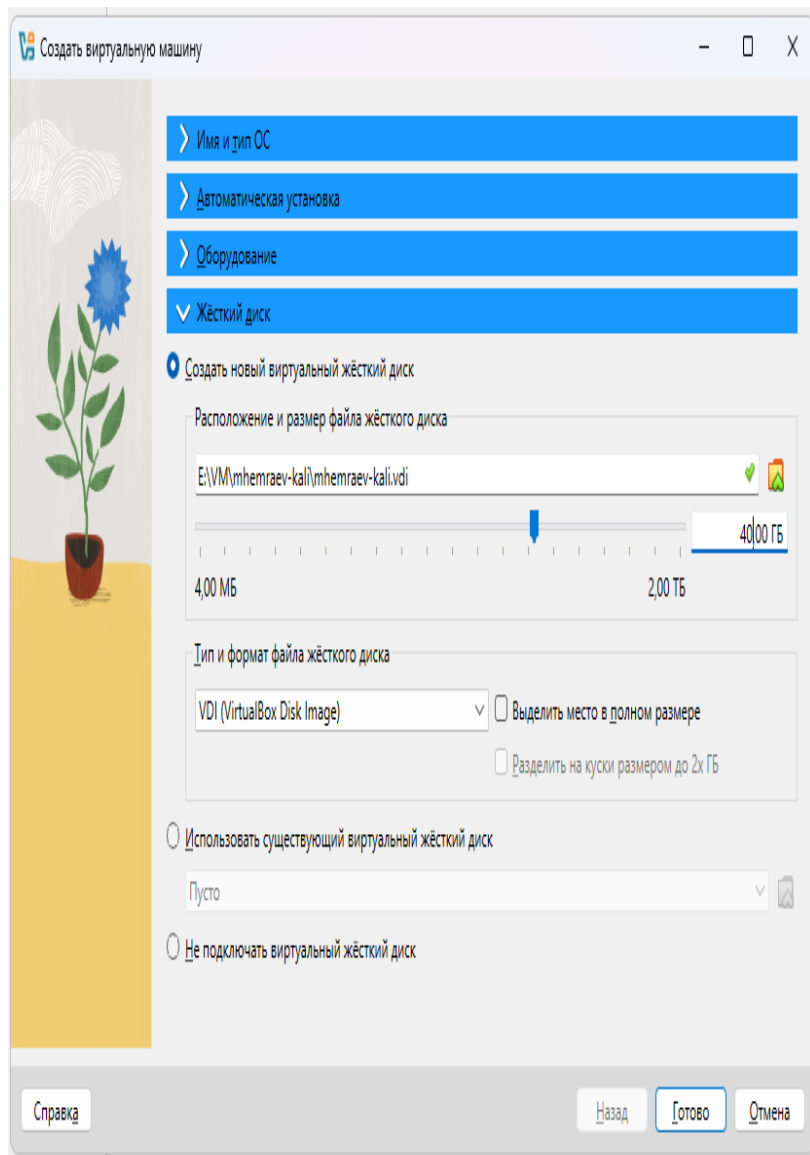 Создать виртуальную машину
Имя и тип ОС
Автоматическая установка
Оборудование
Жёсткий диск
Создать новый виртуальный жёсткий диск
Расположение и размер файла жёсткого диска
E:\VM\mhemraev-kali\mhemraev-kali.vdi
40,00 ГБ
4,00 МБ 2,00 ТБ
Тип и формат файла жёсткого диска
VDI (VirtualBox Disk Image) Выделить место в полном размере
Разделить на куски размером до 2х ГБ
Использовать существующий виртуальный жёсткий диск
Пусто
Не подключать виртуальный жёсткий диск
Справка Назад Готово Отмена